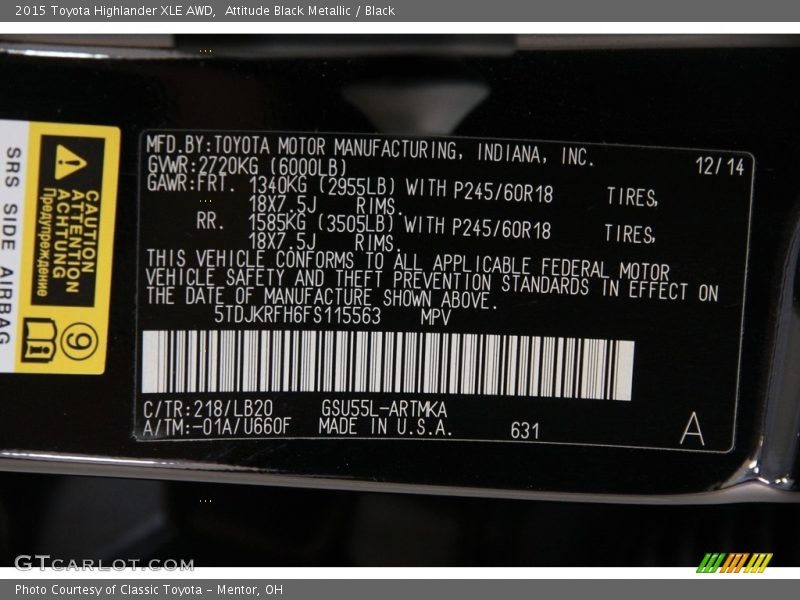 2015 Toyota Highlander XLE AWD,  Attitude Black Metallic / Black
SRS SIDE AIRBAG
CAUTION
ATTENTION
ACHTUNG
Предупреждение
MFD.BY:TOYOTA MOTOR MANUFACTURING, INDIANA, INC. 12/14
GVWR:2720KG (6000LB)
GAWR:FRT. 1340KG (2955LB) WITH P245/60R18 TIRES,
18X7.5J RIMS.
RR. 1585KG (3505LB) WITH P245/60R18 TIRES,
18X7.5J RIMS.
THIS VEHICLE CONFORMS TO ALL APPLICABLE FEDERAL MOTOR
VEHICLE SAFETY AND THEFT PREVENTION STANDARDS IN EFFECT ON
THE DATE OF MANUFACTURE SHOWN ABOVE.
5TDJKRFH6FS115563 MPV
C/TR:218/LB20 GSU55L-ARTMKA
A/TM:-01A/U660F MADE IN U.S.A. 631 A
GTCARLOT.COM
Photo Courtesy of Classic Toyota - Mentor, OH